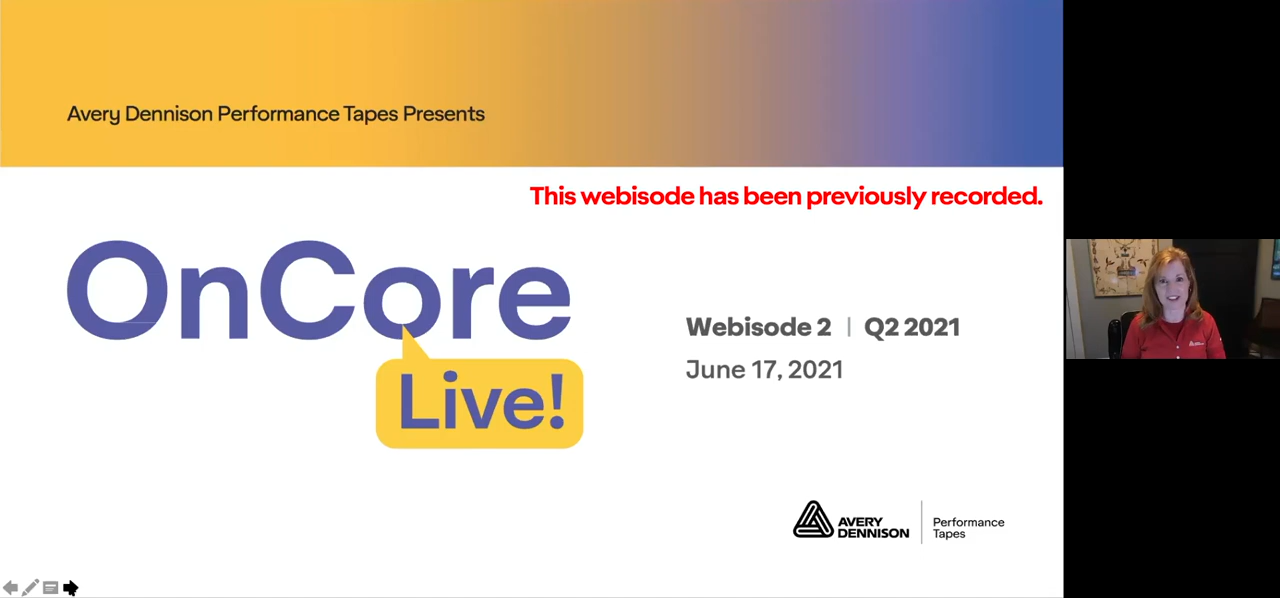 Avery Dennison Performance Tapes Presents
This webisode has been previously recorded.
OnCore
Live!
Webisode 2 | Q2 2021
June 17, 2021
AVERY
DENNISON
Performance
Tapes